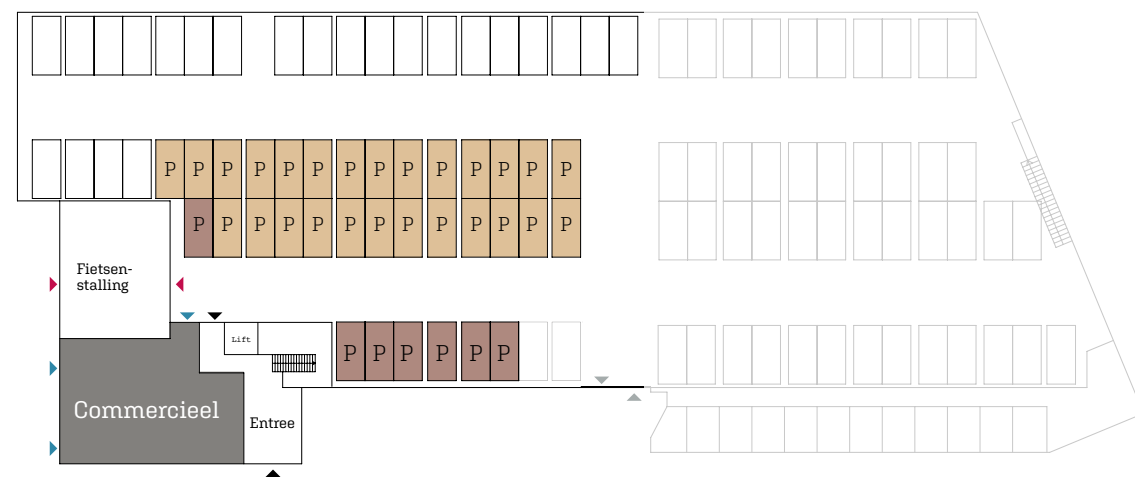 P P P P P P P P P P P P P P
P P P P P P P P P P P P P
Fietsen-
stalling
Lift
P P P P P P
Commercieel
Entree